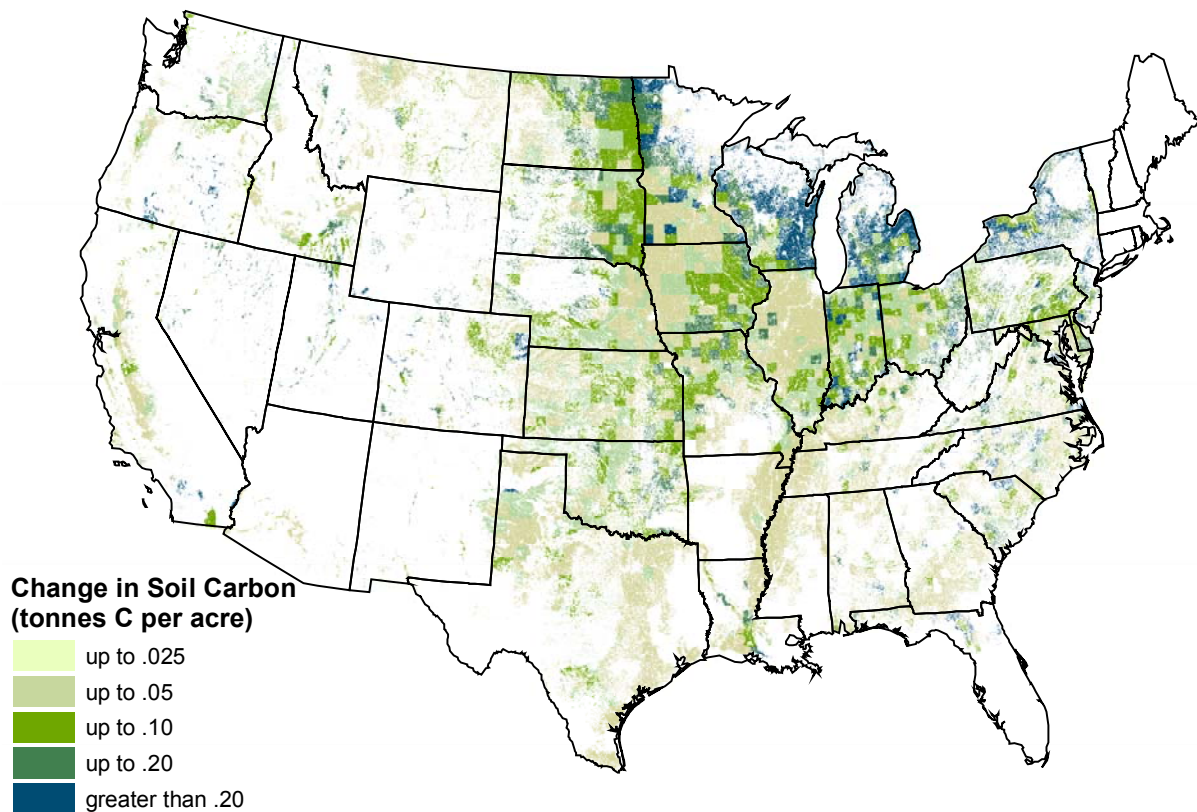 Change in Soil Carbon
(tonnes C per acre)
up to .025
up to .05
up to .10
up to .20
greater than .20